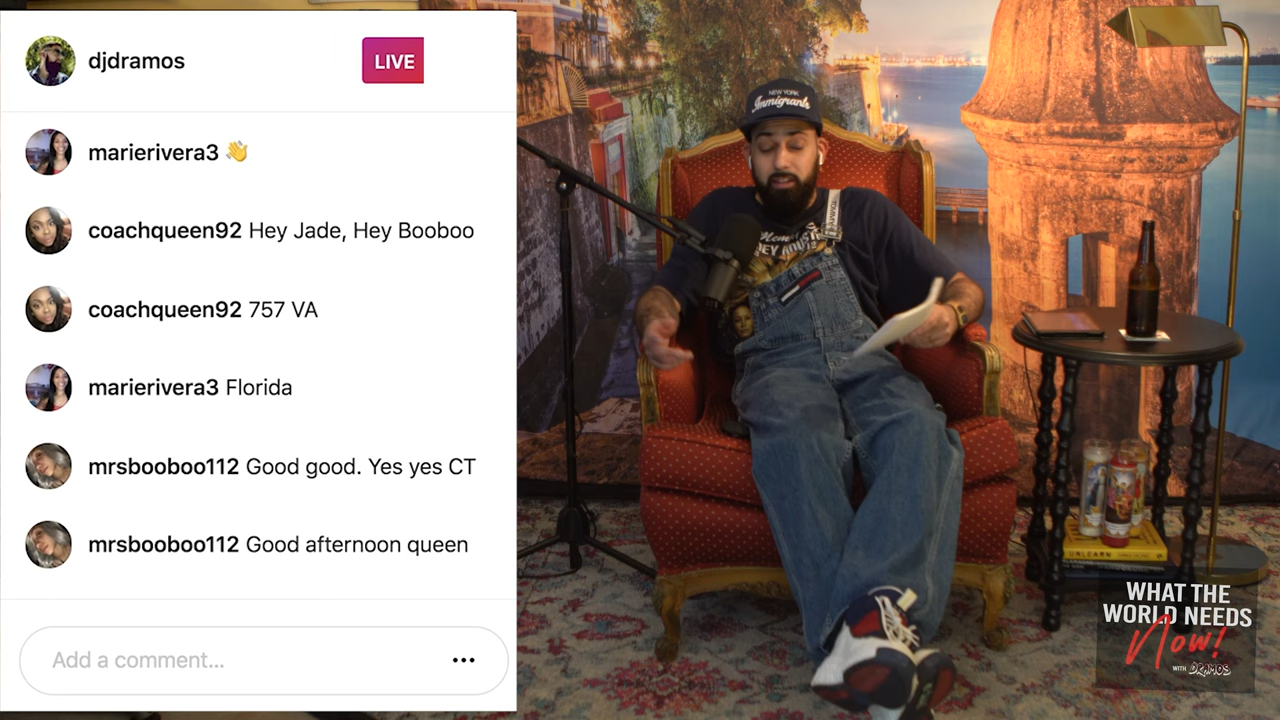 djdramos
LIVE
marierivera3 👋
coachqueen92 Hey Jade, Hey Booboo
coachqueen92 757 VA
marierivera3 Florida
mrsbooboo112 Good good. Yes yes CT
mrsbooboo112 Good afternoon queen
Add a comment...
NEW YORK
Immigrants
UNLEARN
WHAT THE
WORLD NEEDS
Now!
WITH DRAMOS